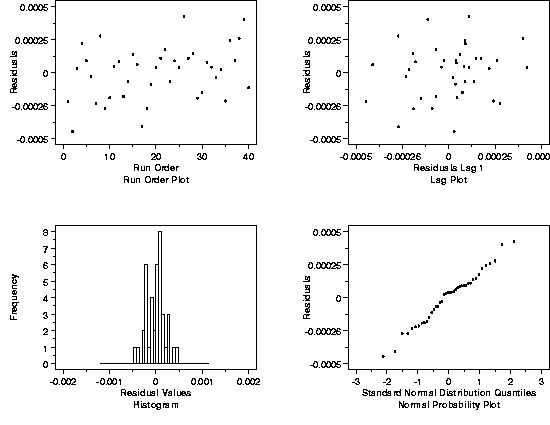 0.0005
0.00025
0
-0.00025
-0.0005
Residuals
0 10 20 30 40
Run Order
Run Order Plot
0.0005
0.00025
0
-0.00025
-0.0005
Residuals
-0.0005 -0.00025 0 0.00025 0.000
Residuals Lag 1
Lag Plot
8
7
6
5
4
3
2
1
0
Frequency
-0.002 -0.001 0 0.001 0.002
Residual Values
Histogram
0.0005
0.00025
0
-0.00025
-0.0005
Residuals
-3 -2 -1 0 1 2 3
Standard Normal Distribution Quantiles
Normal Probability Plot